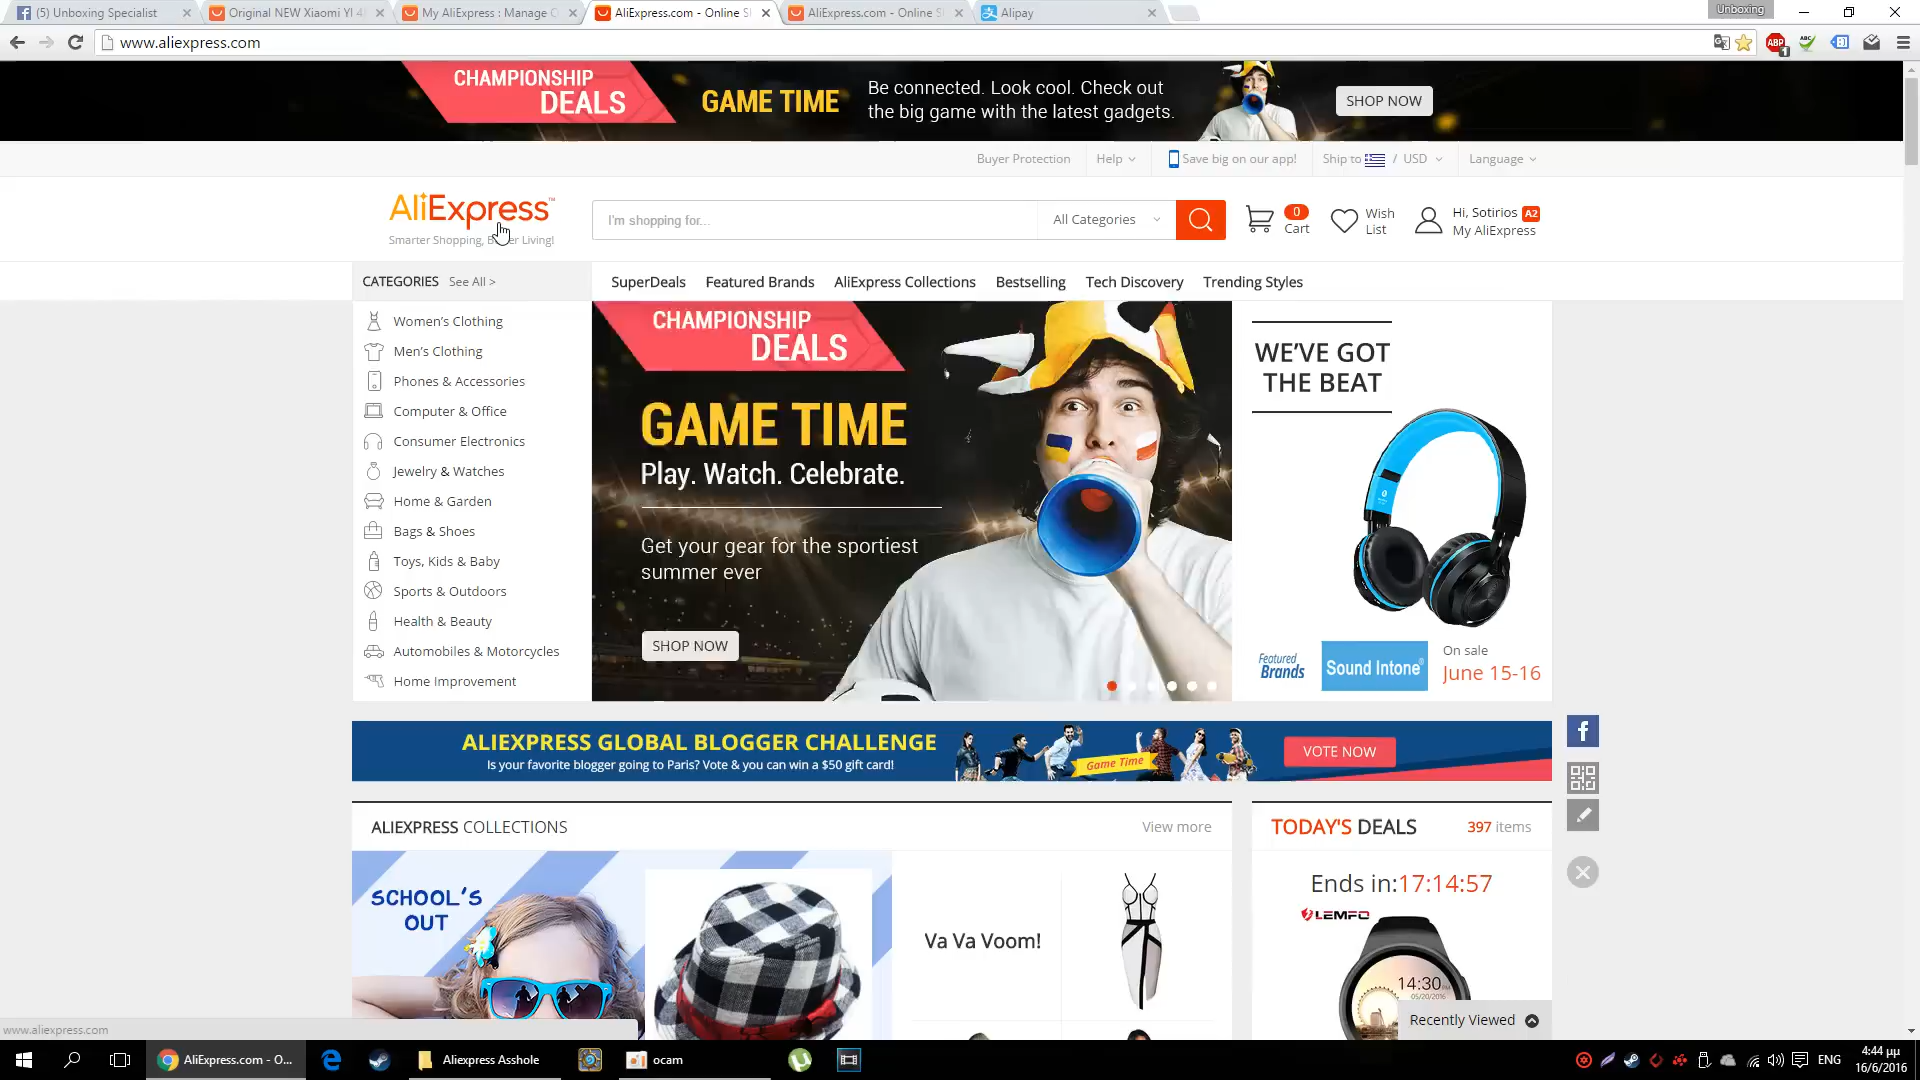 (5) Unboxing Specialist
Original NEW Xiaomi YI 4
My AliExpress : Manage O
AliExpress.com - Online S
AliExpress.com - Online S
Alipay
Unboxing
www.aliexpress.com
CHAMPIONSHIP
DEALS
GAME TIME
Be connected. Look cool. Check out
the big game with the latest gadgets.
SHOP NOW
Buyer Protection
Help
Save big on our app!
Ship to / USD
Language
AliExpress™
Smarter Shopping, Better Living!
I'm shopping for...
All Categories
0
Cart
Wish
List
Hi, Sotirios A2
My AliExpress
CATEGORIES See All >
SuperDeals
Featured Brands
AliExpress Collections
Bestselling
Tech Discovery
Trending Styles
Women's Clothing
Men's Clothing
Phones & Accessories
Computer & Office
Consumer Electronics
Jewelry & Watches
Home & Garden
Bags & Shoes
Toys, Kids & Baby
Sports & Outdoors
Health & Beauty
Automobiles & Motorcycles
Home Improvement
CHAMPIONSHIP
DEALS
GAME TIME
Play. Watch. Celebrate.
Get your gear for the sportiest
summer ever
SHOP NOW
WE'VE GOT
THE BEAT
Featured
Brands
Sound Intone®
On sale
June 15-16
ALIEXPRESS GLOBAL BLOGGER CHALLENGE
Is your favorite blogger going to Paris? Vote & you can win a $50 gift card!
Game Time
VOTE NOW
ALIEXPRESS COLLECTIONS
View more
TODAY'S DEALS
397 items
SCHOOL'S
OUT
Va Va Voom!
Ends in:17:14:57
LEMFO
14:30
05/20/2016
Recently Viewed
www.aliexpress.com
AliExpress.com - O...
Aliexpress Asshole
ocam
ENG
4:44 μμ
16/6/2016